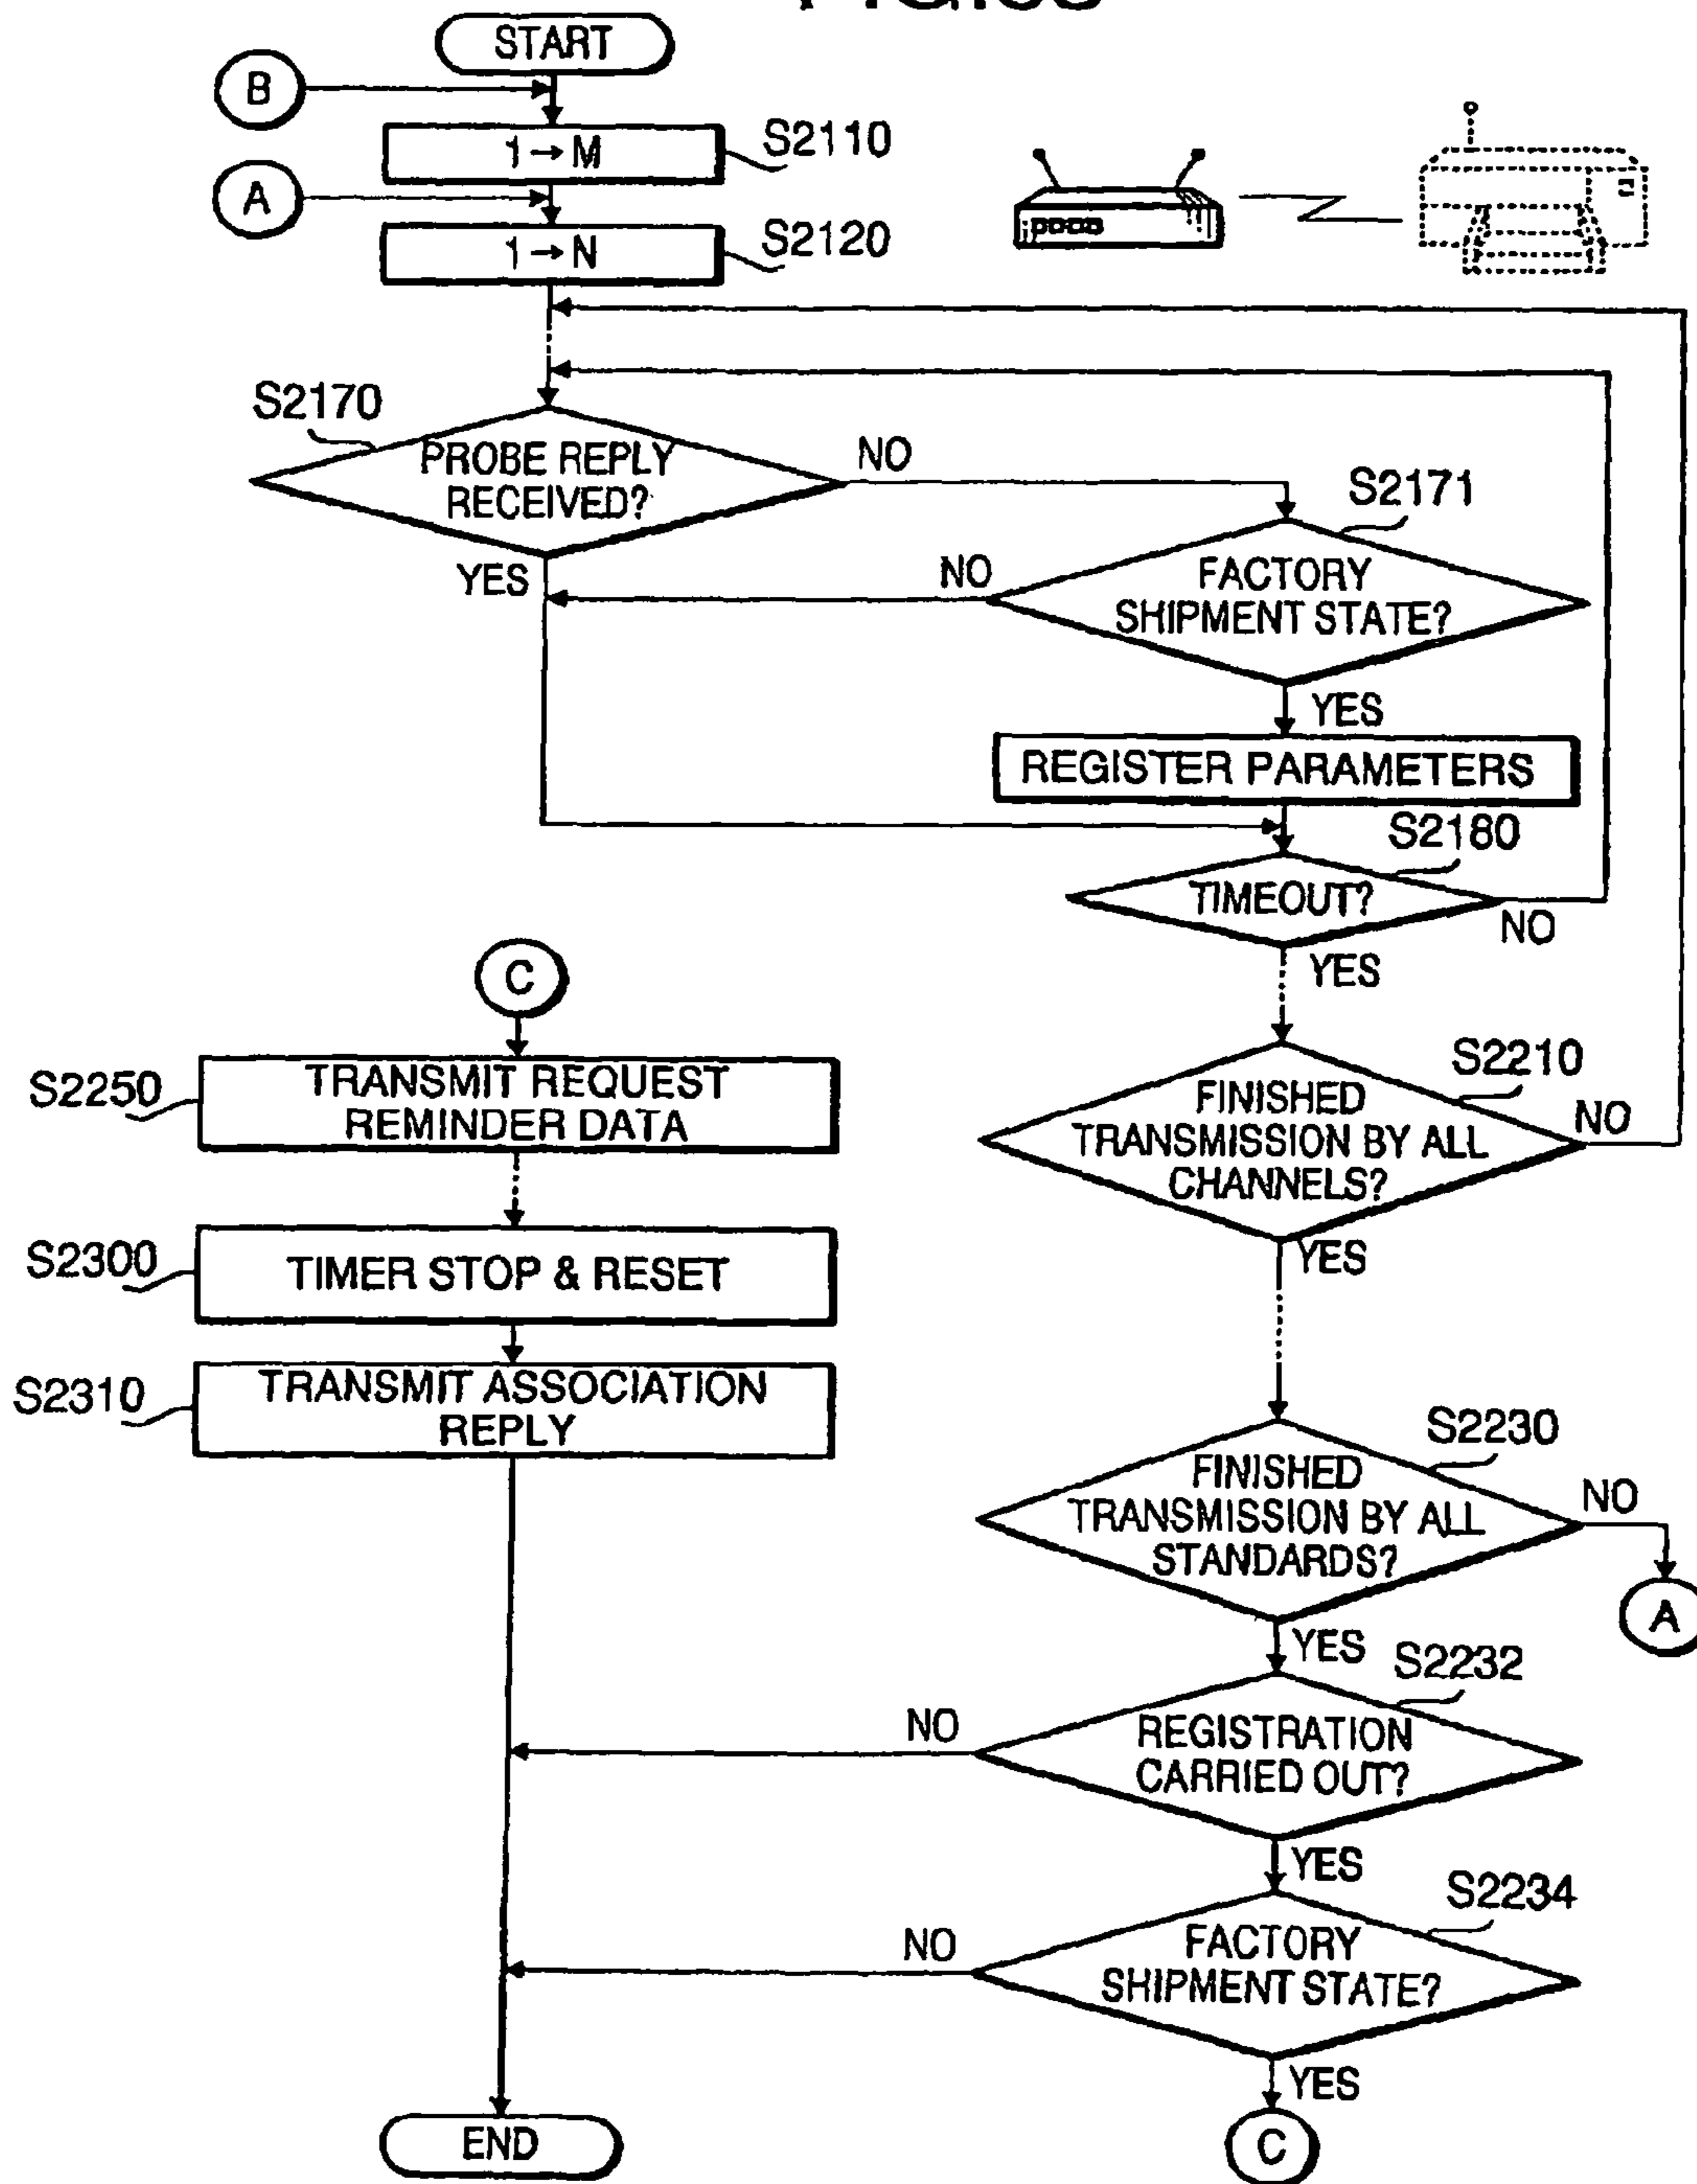 START
B
1→M
S2110
A
1→N
S2120
S2170
PROBE REPLY
RECEIVED?
NO
YES
S2171
FACTORY
SHIPMENT STATE?
NO
YES
REGISTER PARAMETERS
S2180
TIMEOUT?
NO
YES
S2210
FINISHED
TRANSMISSION BY ALL
CHANNELS?
NO
YES
S2230
FINISHED
TRANSMISSION BY ALL
STANDARDS?
NO
A
YES
S2232
REGISTRATION
CARRIED OUT?
NO
YES
S2234
FACTORY
SHIPMENT STATE?
NO
YES
C
C
S2250
TRANSMIT REQUEST
REMINDER DATA
S2300
TIMER STOP & RESET
S2310
TRANSMIT ASSOCIATION
REPLY
END